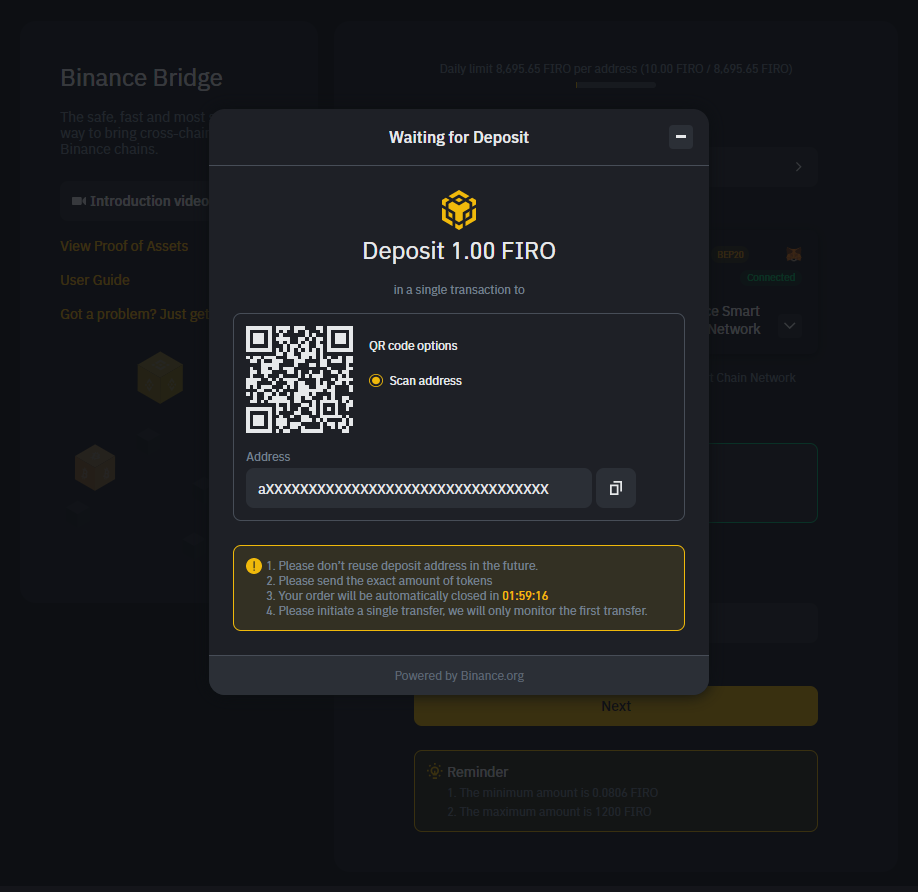 Binance Bridge
The safe, fast and most
way to bring cross-chain
Binance chains.
Introduction video
View Proof of Assets
User Guide
Got a problem? Just get
Daily limit 8,695.65 FIRO per address (10.00 FIRO / 8,695.65 FIRO)
BEP20
Connected
Smart
Network
Chain Network
Waiting for Deposit
Deposit 1.00 FIRO
in a single transaction to
QR code options
Scan address
Address
aXXXXXXXXXXXXXXXXXXXXXXXXXXXXXXXXX
1. Please don't reuse deposit address in the future.
2. Please send the exact amount of tokens
3. Your order will be automatically closed in 01:59:16
4. Please initiate a single transfer, we will only monitor the first transfer.
Powered by Binance.org
Next
Reminder
1. The minimum amount is 0.0806 FIRO
2. The maximum amount is 1200 FIRO